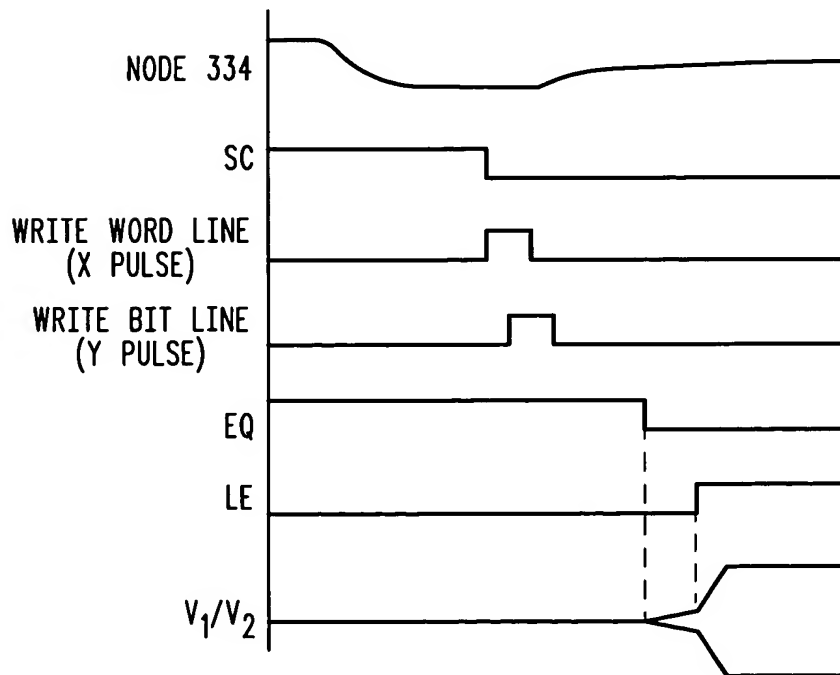 NODE 334
SC
WRITE WORD LINE
(X PULSE)
WRITE BIT LINE
(Y PULSE)
EQ
LE
V1/V2